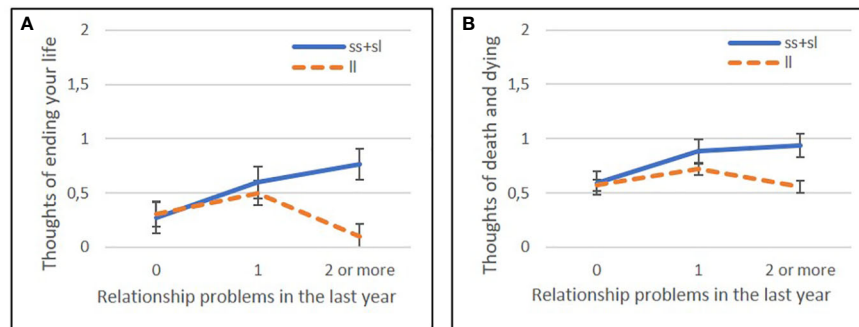 A
Thoughts of ending your life
2
1,5
1
0,5
0
ss+sl
ll
0 1 2 or more
Relationship problems in the last year
B
Thoughts of death and dying
2
1,5
1
0,5
0
ss+sl
ll
0 1 2 or more
Relationship problems in the last year